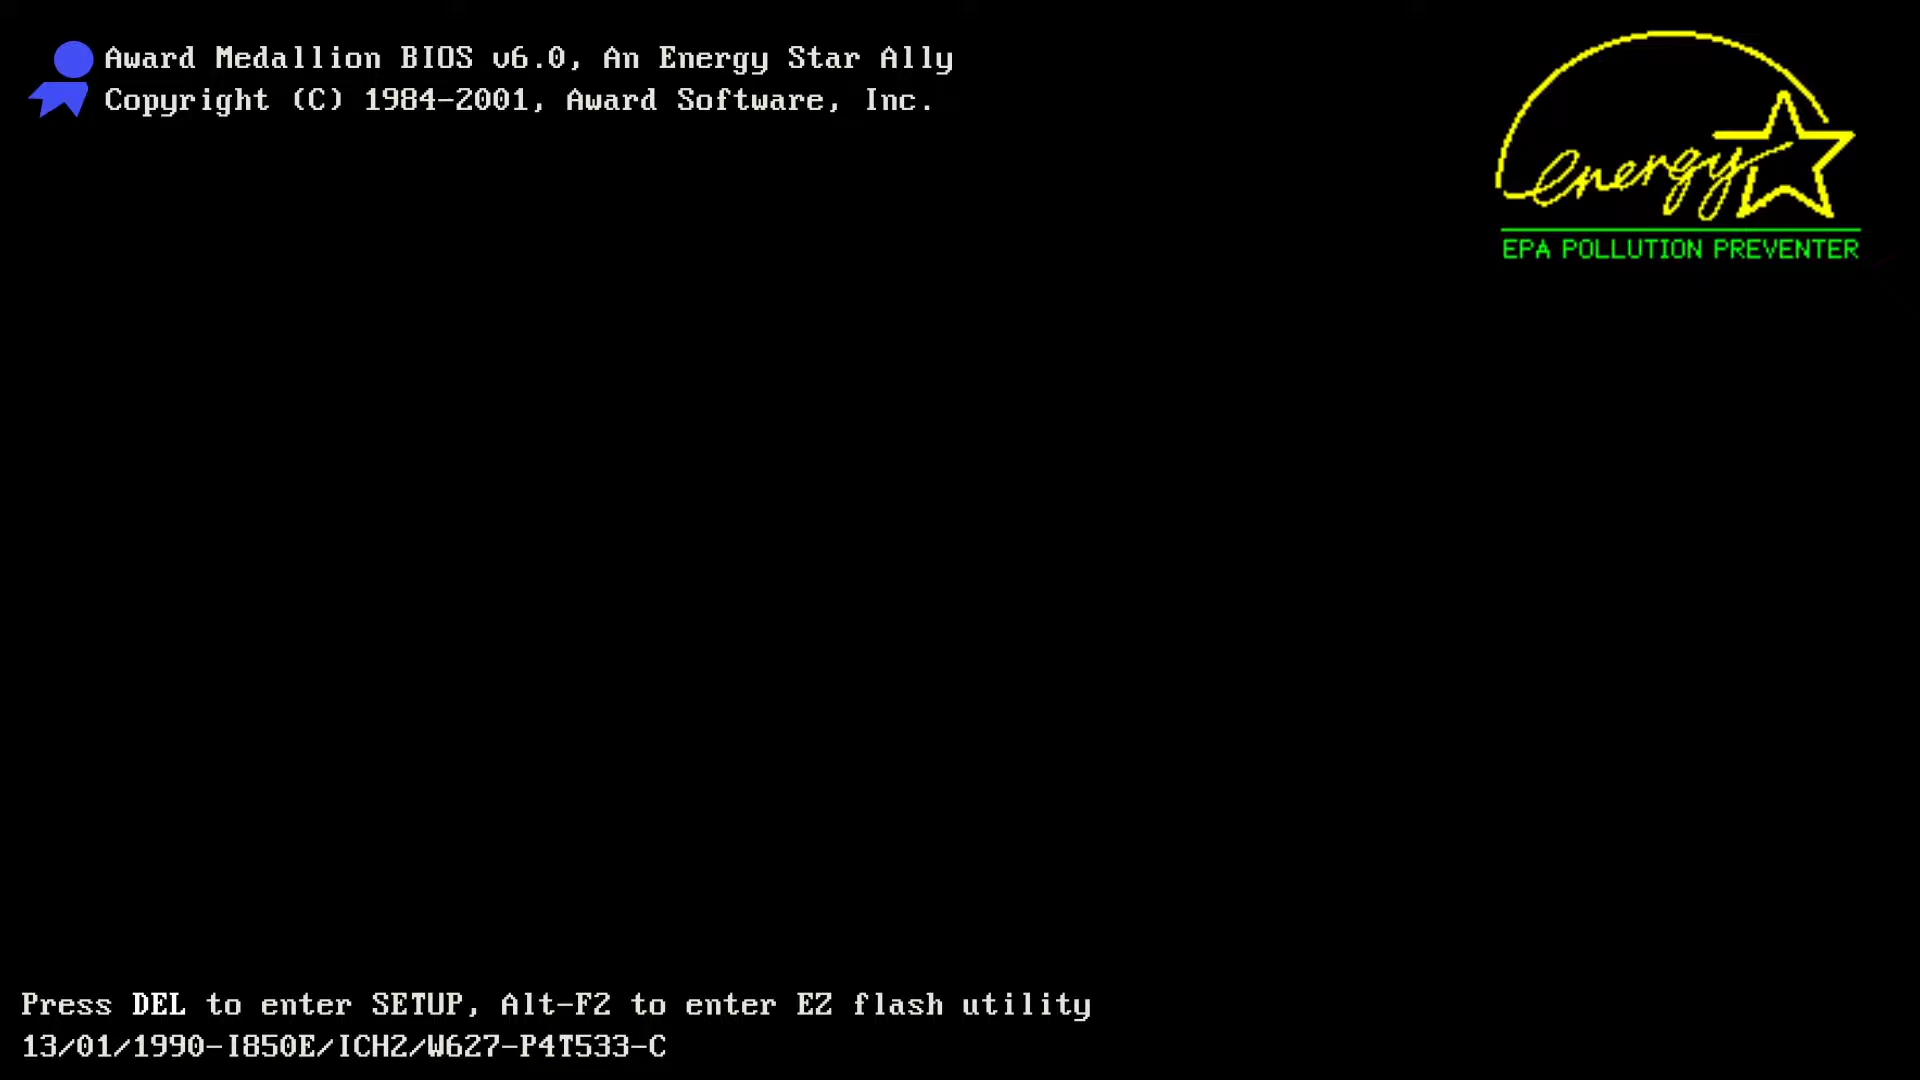 Award Medallion BIOS v6.0, An Energy Star Ally
Copyright (C) 1984-2001, Award Software, Inc.
energy
EPA POLLUTION PREVENTER
Press DEL to enter SETUP, Alt-F2 to enter EZ flash utility
13/01/1990-I850E/ICH2/W627-P4T533-C